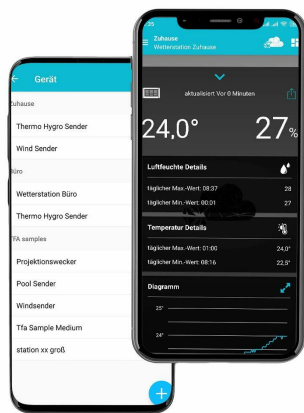 Gerät
Zuhause
Thermo Hygro Sender
Wind Sender
Büro
Wetterstation Büro
Thermo Hygro Sender
TFA samples
Projektionswecker
Pool Sender
Windsender
Tfa Sample Medium
station xx groß
Zuhause
Wetterstation Zuhause
aktualisiert Vor 0 Minuten
24,0° 27%
Luftfeuchte Details
täglicher Max.-Wert: 08:37 28
täglicher Min.-Wert: 00:01 27
Temperatur Details
täglicher Max.-Wert: 01:00 24,0°
täglicher Min.-Wert: 08:16 22,5°
Diagramm
25°
24°